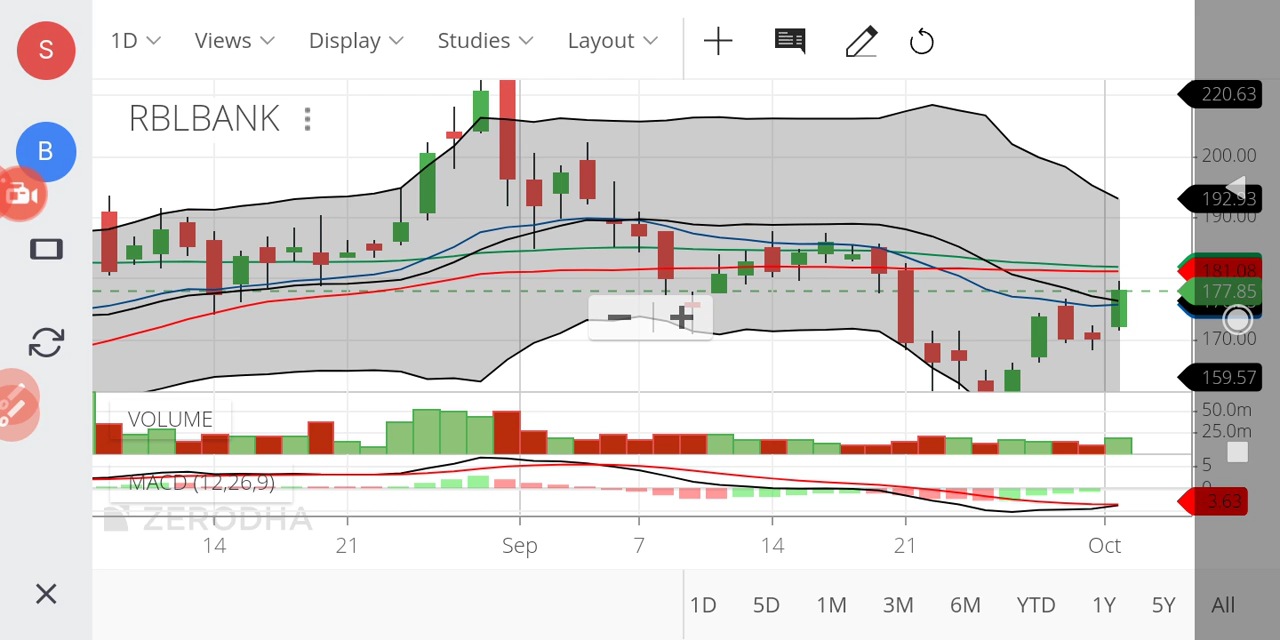 S
1D Views Display Studies Layout
RBLBANK
B
220.63
200.00
192.93
190.00
181.08
177.85
170.00
159.57
VOLUME
50.0m
25.0m
MACD (12,26,9)
5
0
3.63
ZERODHA
14 21 Sep 7 14 21 Oct
1D 5D 1M 3M 6M YTD 1Y 5Y All